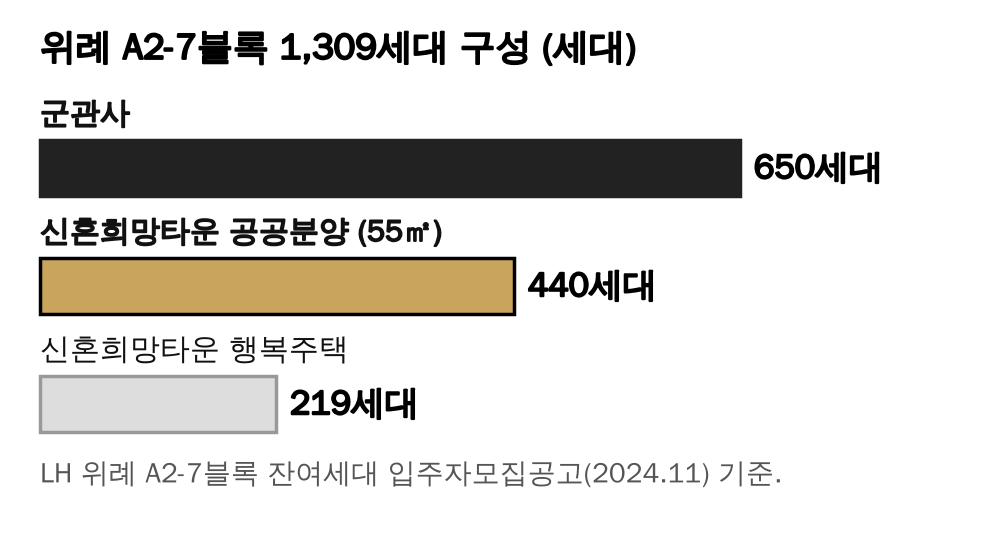 위례 A2-7블록 1,309세대 구성 (세대)
군관사
650세대
신혼희망타운 공공분양 (55㎡)
440세대
신혼희망타운 행복주택
219세대
LH 위례 A2-7블록 잔여세대 입주자모집공고(2024.11) 기준.